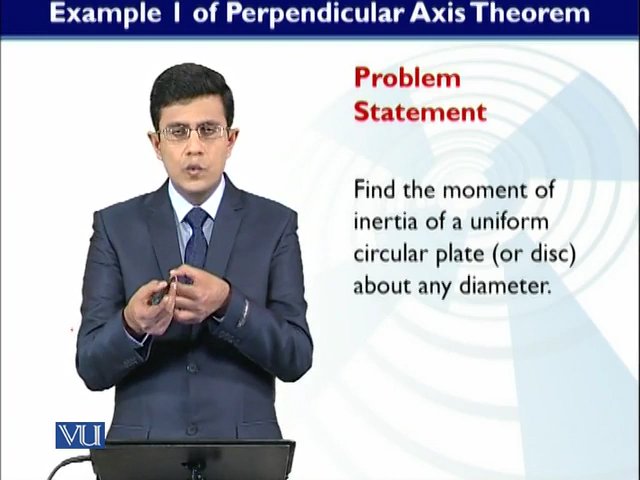 Example 1 of Perpendicular Axis Theorem
Problem
Statement
Find the moment of
inertia of a uniform
circular plate (or disc)
about any diameter.
VU